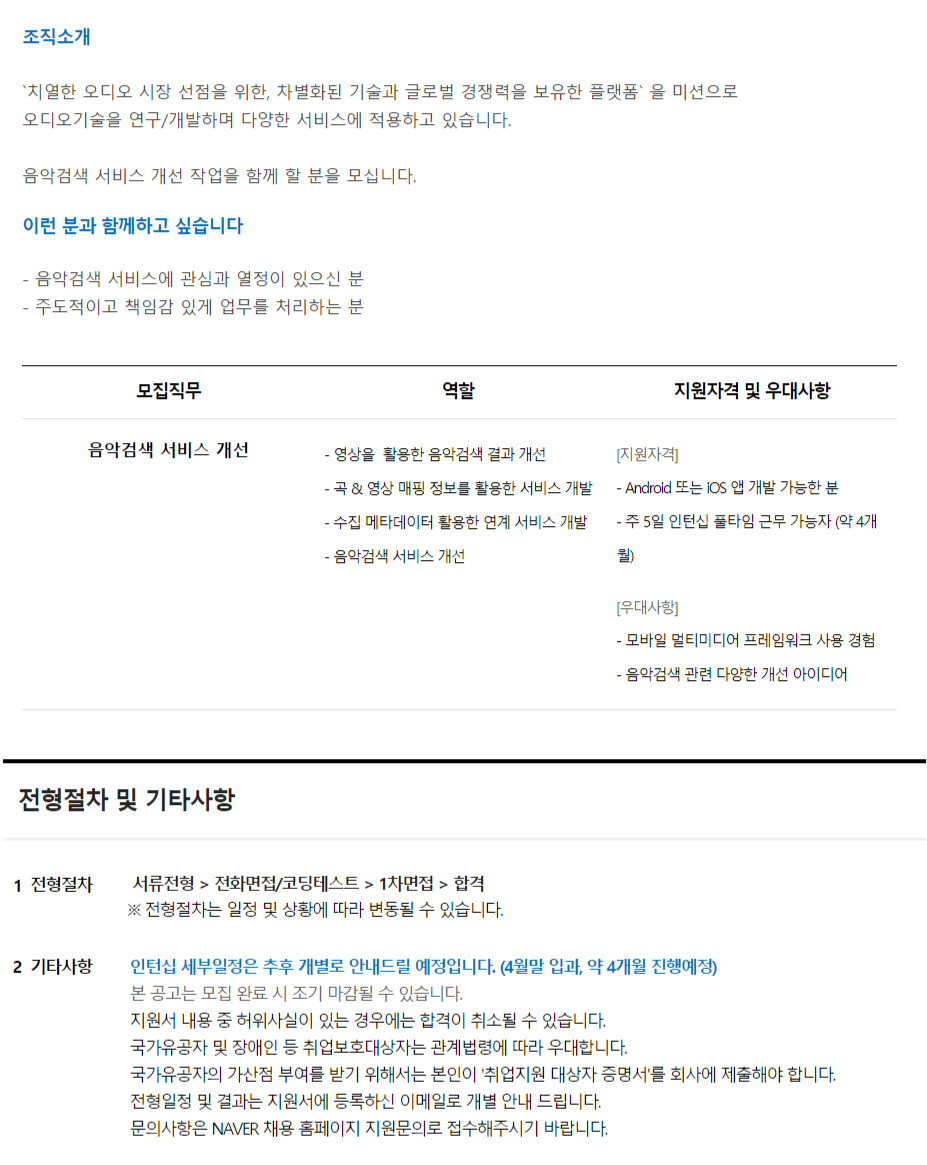 조직소개
`치열한 오디오 시장 선점을 위한, 차별화된 기술과 글로벌 경쟁력을 보유한 플랫폼` 을 미션으로
오디오기술을 연구/개발하며 다양한 서비스에 적용하고 있습니다.
음악검색 서비스 개선 작업을 함께 할 분을 모십니다.
이런 분과 함께하고 싶습니다
- 음악검색 서비스에 관심과 열정이 있으신 분
- 주도적이고 책임감 있게 업무를 처리하는 분
모집직무
역할
지원자격 및 우대사항
음악검색 서비스 개선
- 영상을 활용한 음악검색 결과 개선
- 곡 & 영상 매핑 정보를 활용한 서비스 개발
- 수집 메타데이터 활용한 연계 서비스 개발
- 음악검색 서비스 개선
[지원자격]
- Android 또는 iOS 앱 개발 가능한 분
- 주 5일 인턴십 풀타임 근무 가능자 (약 4개
월)
[우대사항]
- 모바일 멀티미디어 프레임워크 사용 경험
- 음악검색 관련 다양한 개선 아이디어
전형절차 및 기타사항
1 전형절차
서류전형 > 전화면접/코딩테스트 > 1차면접 > 합격
※ 전형절차는 일정 및 상황에 따라 변동될 수 있습니다.
2 기타사항
인턴십 세부일정은 추후 개별로 안내드릴 예정입니다. (4월말 입과, 약 4개월 진행예정)
본 공고는 모집 완료 시 조기 마감될 수 있습니다.
지원서 내용 중 허위사실이 있는 경우에는 합격이 취소될 수 있습니다.
국가유공자 및 장애인 등 취업보호대상자는 관계법령에 따라 우대합니다.
국가유공자의 가산점 부여를 받기 위해서는 본인이 '취업지원 대상자 증명서'를 회사에 제출해야 합니다.
전형일정 및 결과는 지원서에 등록하신 이메일로 개별 안내 드립니다.
문의사항은 NAVER 채용 홈페이지 지원문의로 접수해주시기 바랍니다.